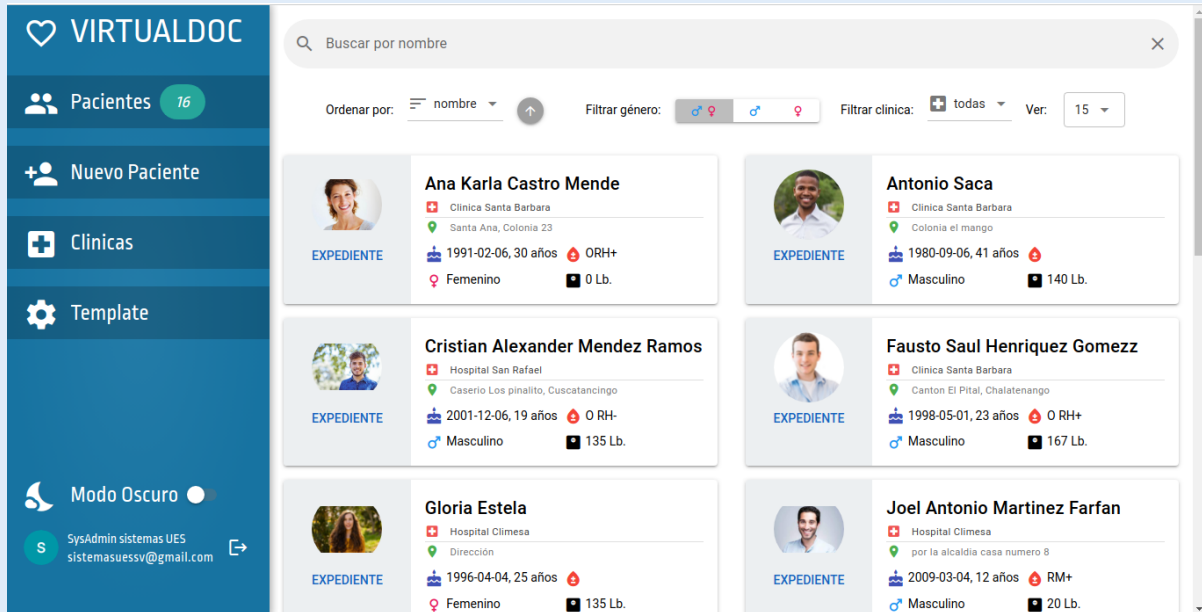 VIRTUALDOC
Pacientes 16
Nuevo Paciente
Clinicas
Template
Modo Oscuro
S
SysAdmin sistemas UES
sistemasuessv@gmail.com
Buscar por nombre
Ordenar por: nombre Filtrar género: Filtrar clinica: todas Ver: 15
Ana Karla Castro Mende
Clinica Santa Barbara
Santa Ana, Colonia 23
EXPEDIENTE
1991-02-06, 30 años ORH+
Femenino 0 Lb.
Antonio Saca
Clinica Santa Barbara
Colonia el mango
EXPEDIENTE
1980-09-06, 41 años
Masculino 140 Lb.
Cristian Alexander Mendez Ramos
Hospital San Rafael
Caserio Los pinalito, Cuscatancingo
EXPEDIENTE
2001-12-06, 19 años O RH-
Masculino 135 Lb.
Fausto Saul Henriquez Gomezz
Clinica Santa Barbara
Canton El Pital, Chalatenango
EXPEDIENTE
1998-05-01, 23 años O RH+
Masculino 167 Lb.
Gloria Estela
Hospital Climesa
Dirección
EXPEDIENTE
1996-04-04, 25 años
Femenino 135 Lb.
Joel Antonio Martinez Farfan
Hospital Climesa
por la alcaldia casa numero 8
EXPEDIENTE
2009-03-04, 12 años RM+
Masculino 20 Lb.